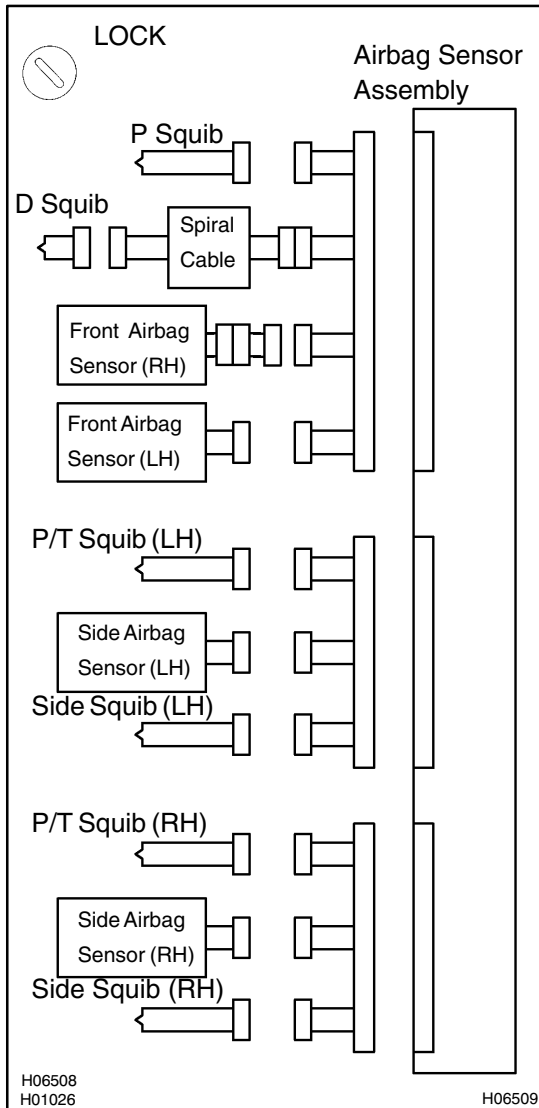 LOCK
Airbag Sensor
Assembly
P Squib
D Squib
Spiral
Cable
Front Airbag
Sensor (RH)
Front Airbag
Sensor (LH)
P/T Squib (LH)
Side Airbag
Sensor (LH)
Side Squib (LH)
P/T Squib (RH)
Side Airbag
Sensor (RH)
Side Squib (RH)
H06508
H01026
H06509